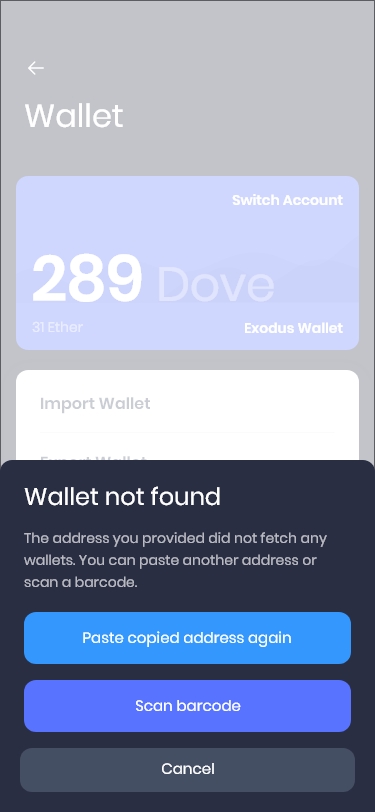 Wallet
Switch Account
289 Dove
31 Ether
Exodus Wallet
Import Wallet
Export Wallet
Wallet not found
The address you provided did not fetch any
wallets. You can paste another address or
scan a barcode.
Paste copied address again
Scan barcode
Cancel